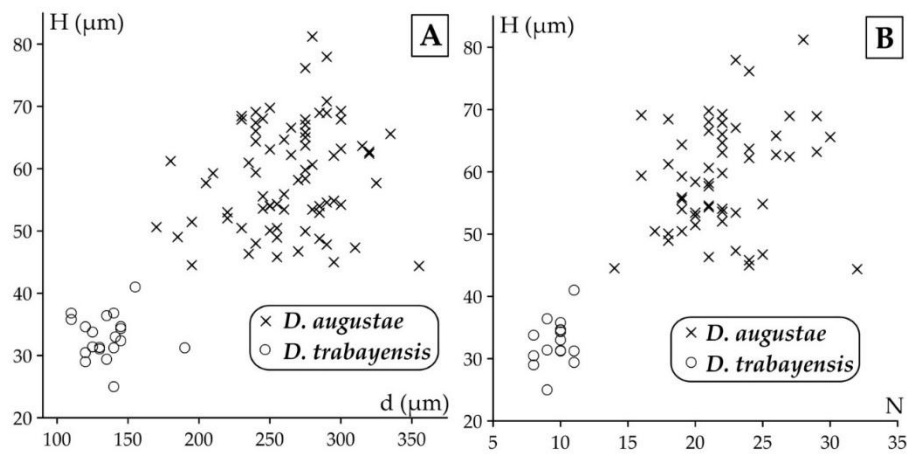 H (µm)
A
80
70
60
50
40
30
20
× D. augustae
○ D. trabayensis
d (µm)
100 150 200 250 300 350
H (µm)
B
80
70
60
50
40
30
20
× D. augustae
○ D. trabayensis
N
5 10 15 20 25 30 35